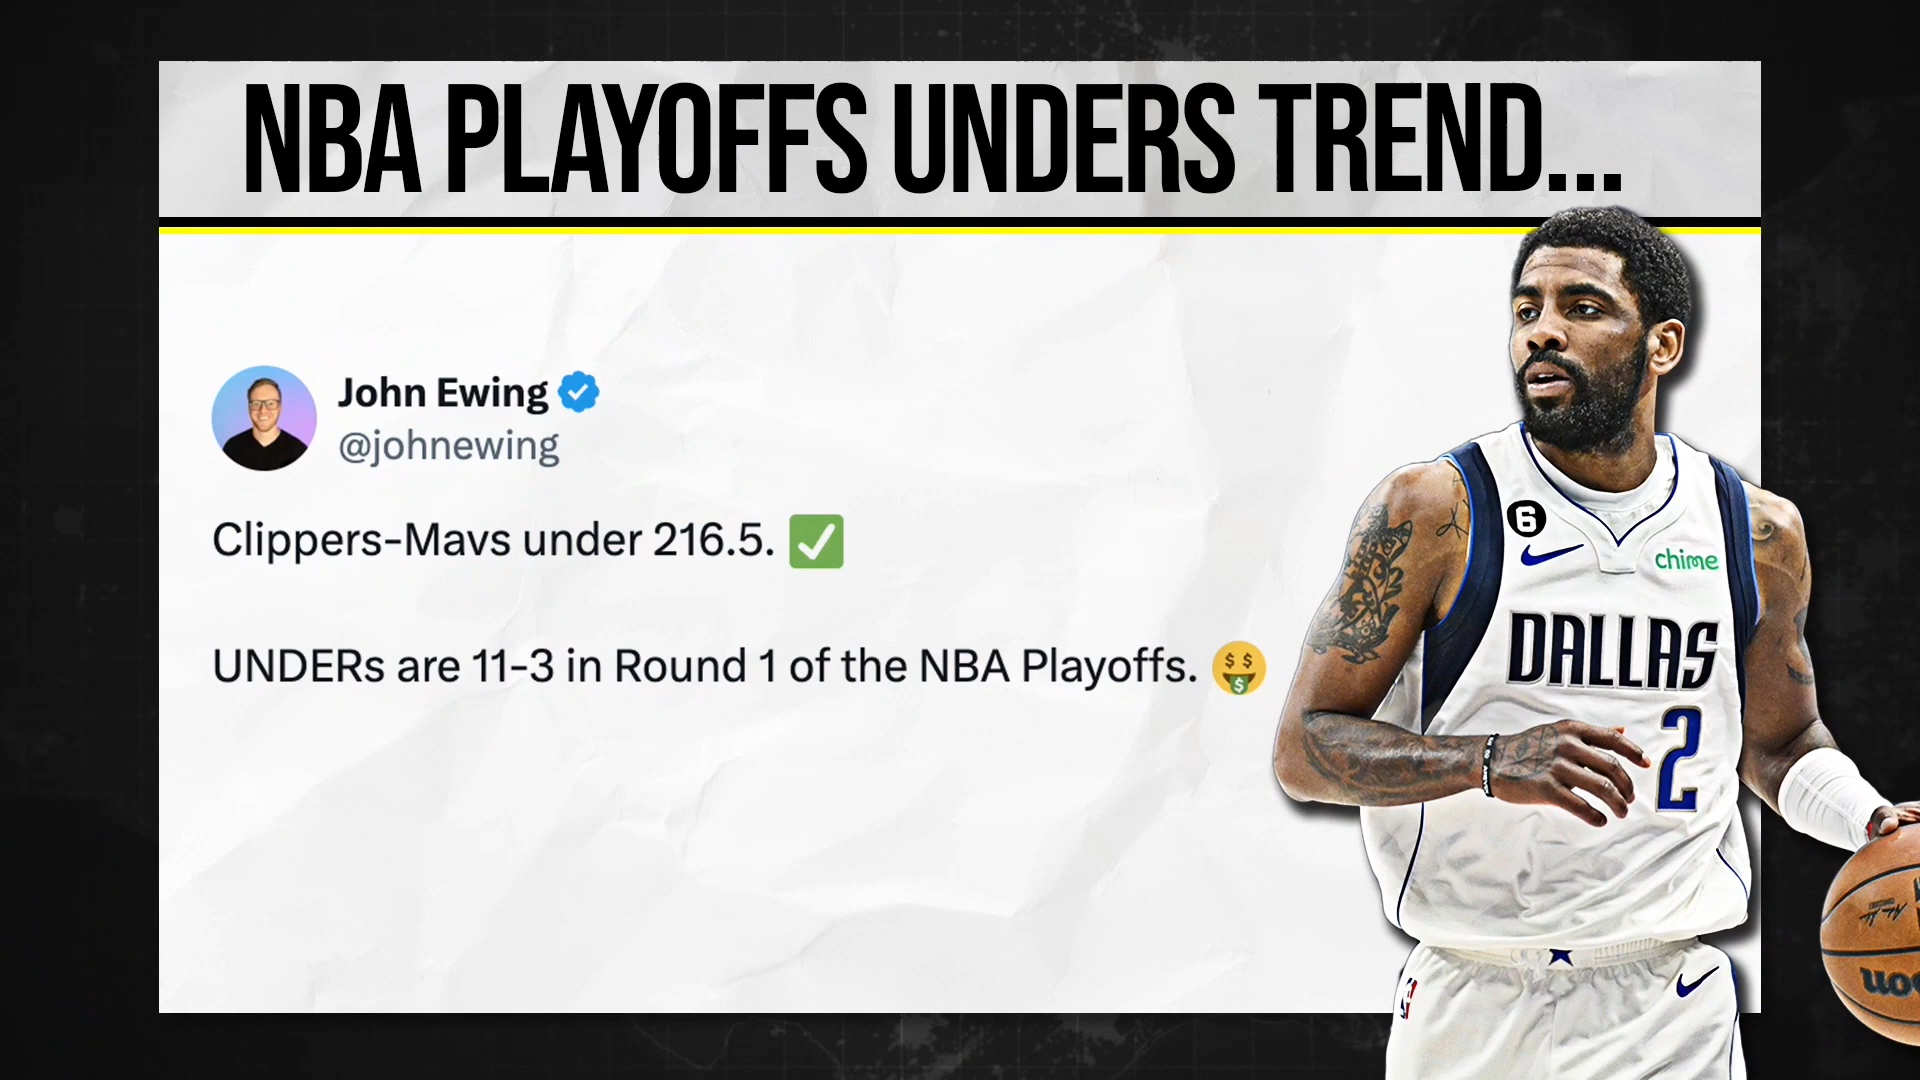 NBA PLAYOFFS UNDERS TREND...
John Ewing
@johnewing
Clippers-Mavs under 216.5. ✅
UNDERs are 11-3 in Round 1 of the NBA Playoffs. 🤑
6
chime
DALLAS
2